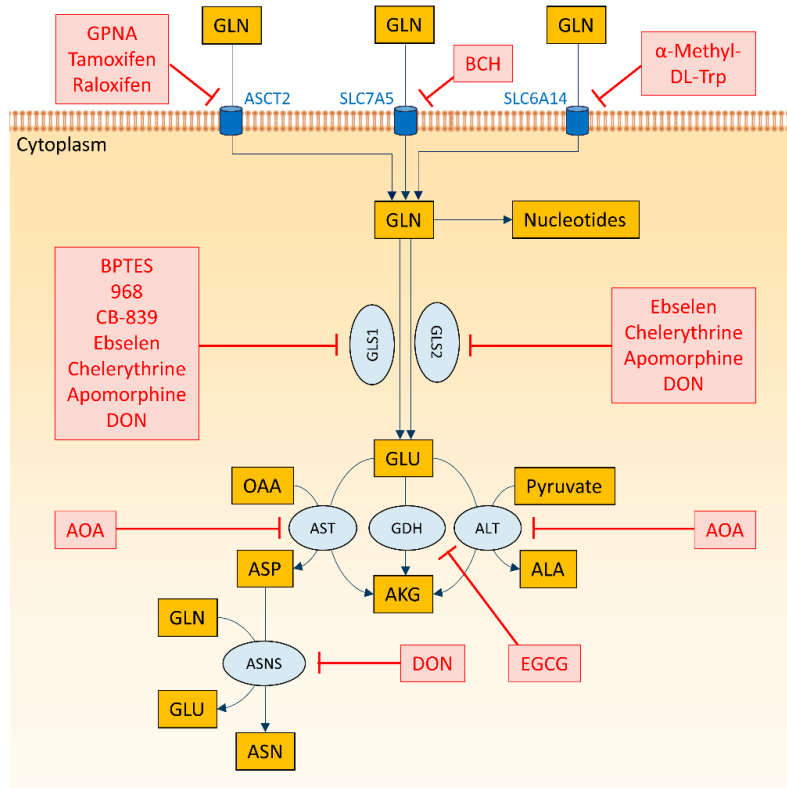 GLN
GLN
GLN
GPNA
Tamoxifen
Raloxifen
BCH
α-Methyl-
DL-Trp
ASCT2
SLC7A5
SLC6A14
Cytoplasm
GLN
Nucleotides
BPTES
968
CB-839
Ebselen
Chelerythrine
Apomorphine
DON
GLS1
GLS2
Ebselen
Chelerythrine
Apomorphine
DON
GLU
OAA
Pyruvate
AOA
AST
GDH
ALT
AOA
ASP
AKG
ALA
GLN
ASNS
DON
EGCG
GLU
ASN